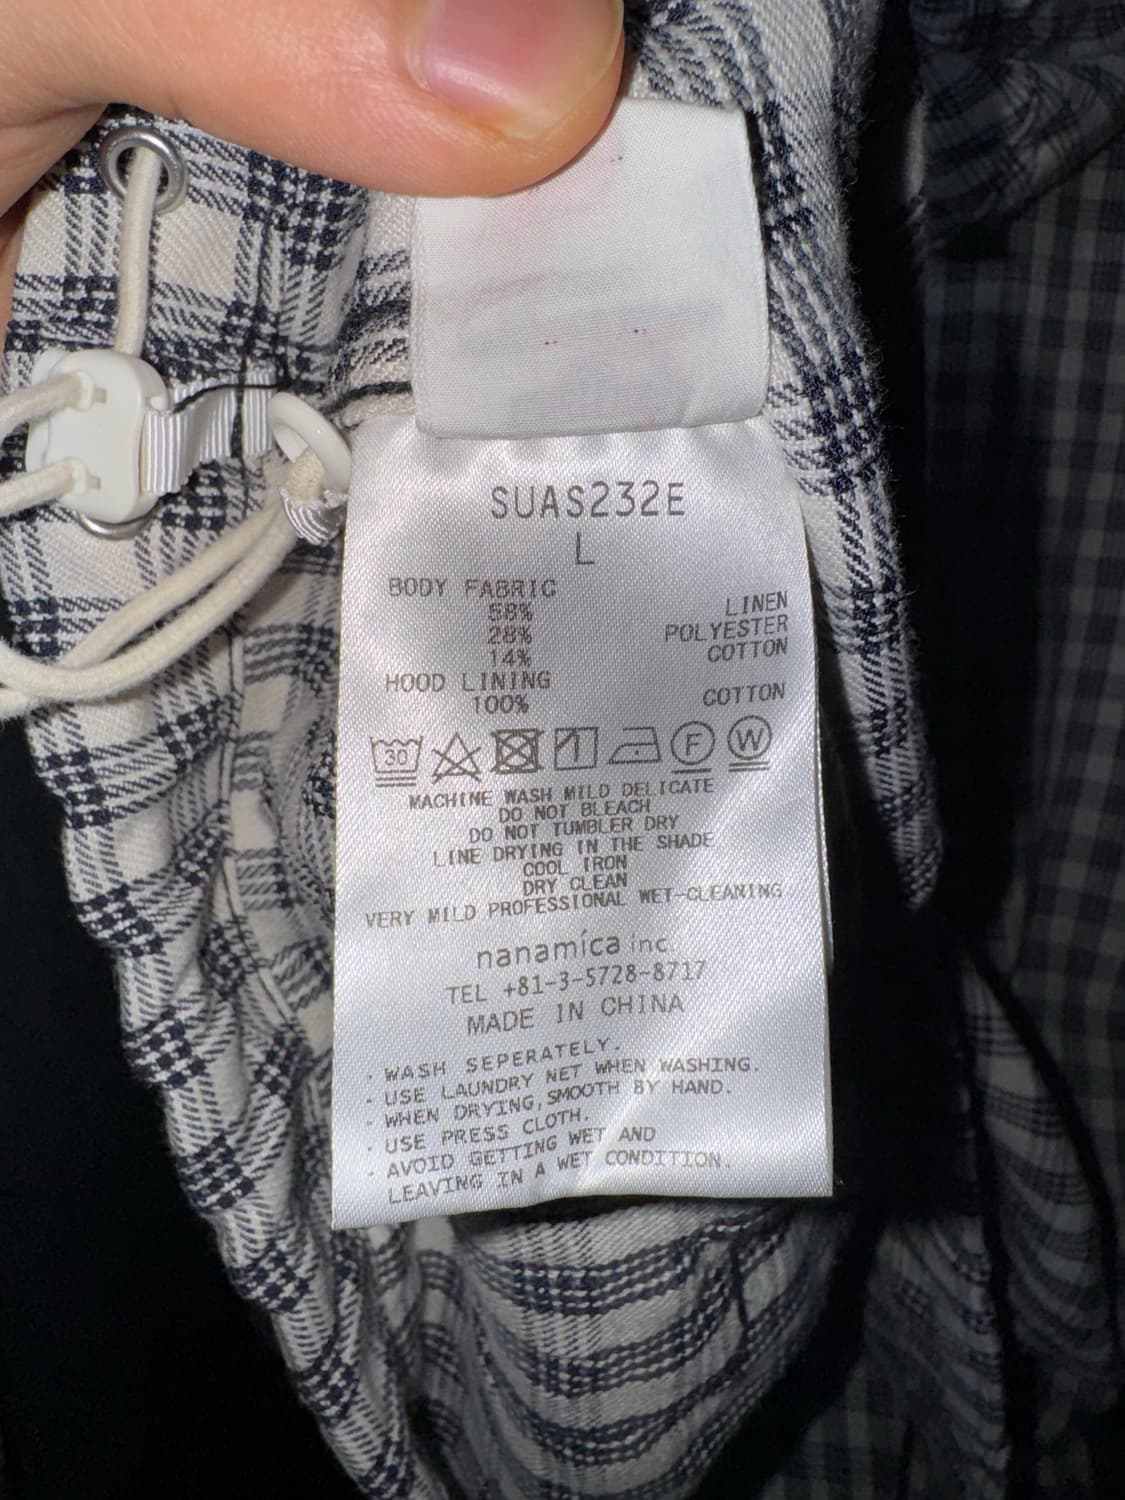 SUAS232E
L
BODY FABRIC
58% LINEN
28% POLYESTER
14% COTTON
HOOD LINING
100% COTTON
30 F W
MACHINE WASH MILD DELICATE
DO NOT BLEACH
DO NOT TUMBLER DRY
LINE DRYING IN THE SHADE
COOL IRON
DRY CLEAN
VERY MILD PROFESSIONAL WET-CLEANING
nanamica inc.
TEL +81-3-5728-8717
MADE IN CHINA
・WASH SEPERATELY.
・USE LAUNDRY NET WHEN WASHING.
・WHEN DRYING, SMOOTH BY HAND.
・USE PRESS CLOTH.
・AVOID GETTING WET AND
LEAVING IN A WET CONDITION.